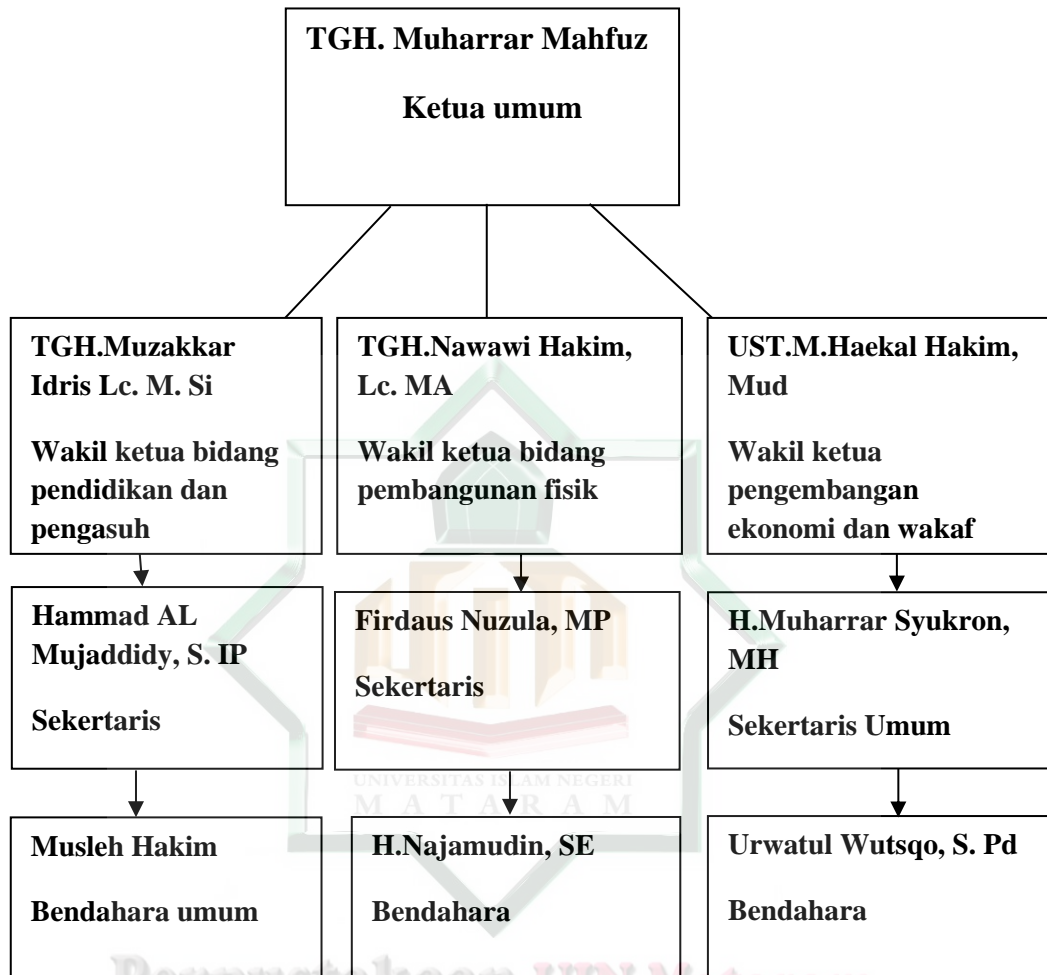 TGH. Muharrar Mahfuz
Ketua umum
TGH.Muzakkar
Idris Lc. M. Si
Wakil ketua bidang
pendidikan dan
pengasuh
TGH.Nawawi Hakim,
Lc. MA
Wakil ketua bidang
pembangunan fisik
UST.M.Haekal Hakim,
Mud
Wakil ketua
pengembangan
ekonomi dan wakaf
Hammad AL
Mujaddidy, S. IP
Sekertaris
Firdaus Nuzula, MP
Sekertaris
H.Muharrar Syukron,
MH
Sekertaris Umum
UNIVERSITAS ISLAM NEGERI
MATARAM
Musleh Hakim
Bendahara umum
H.Najamudin, SE
Bendahara
Urwatul Wutsqo, S. Pd
Bendahara